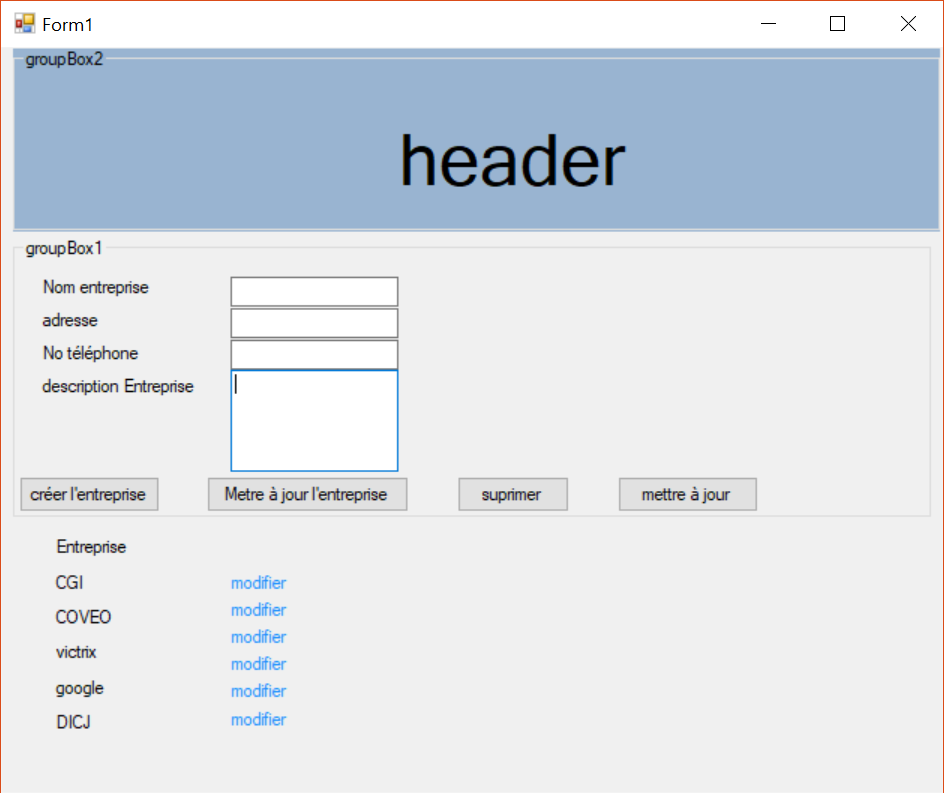 Form1
groupBox2
header
groupBox1
Nom entreprise
adresse
No téléphone
description Entreprise
créer l'entreprise
Metre à jour l'entreprise
suprimer
mettre à jour
Entreprise
CGI
modifier
COVEO
modifier
modifier
victrix
modifier
google
modifier
DICJ
modifier